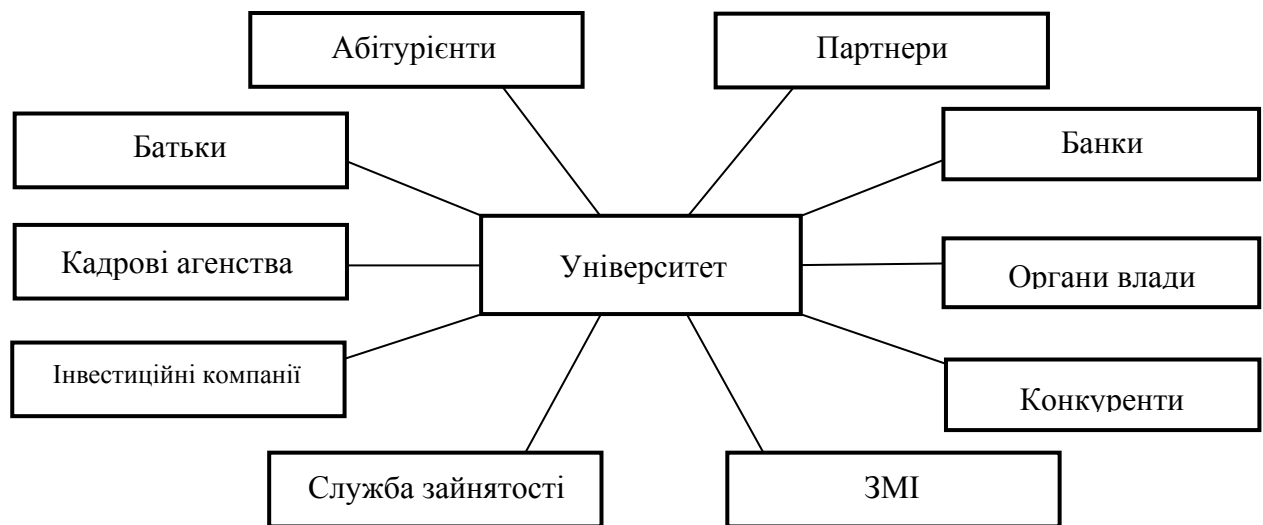 Абітурієнти
Партнери
Батьки
Банки
Кадрові агенства
Університет
Органи влади
Інвестиційні компанії
Конкуренти
Служба зайнятості
ЗМІ